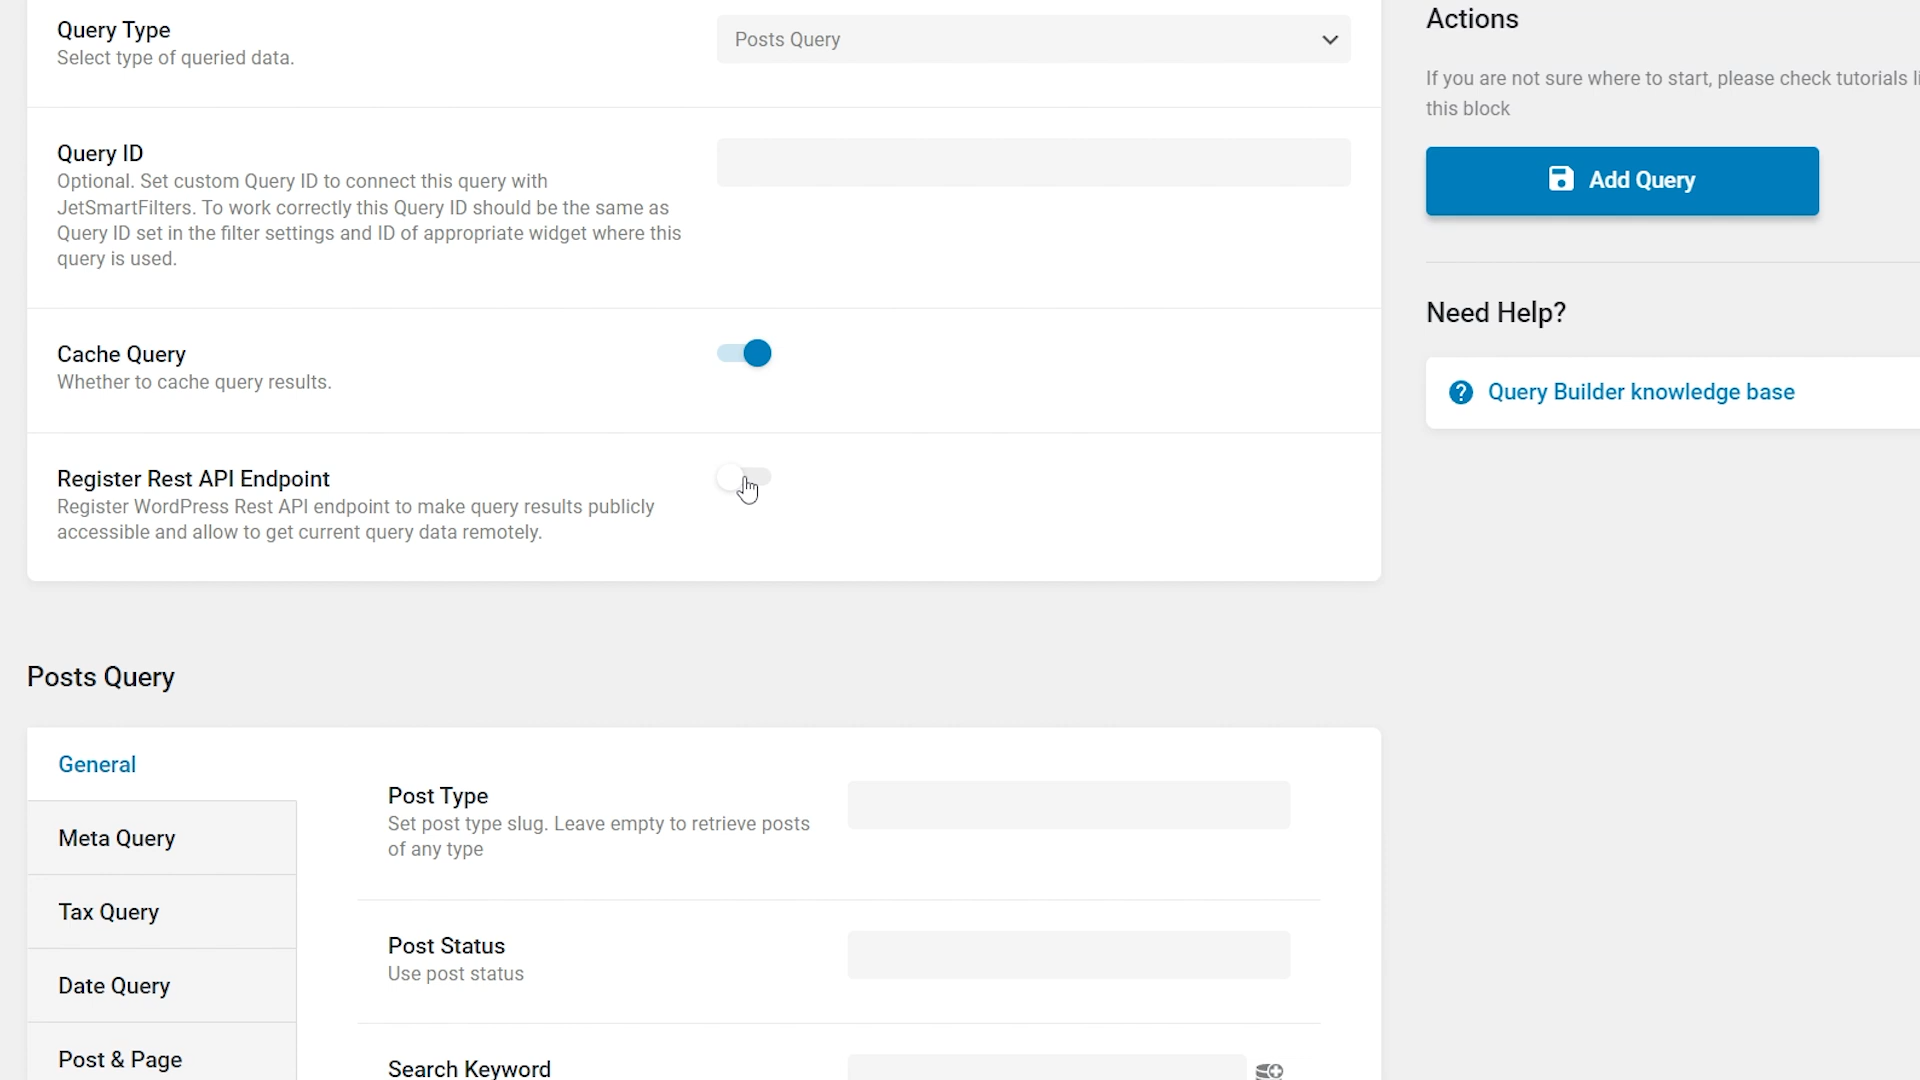 Query Type
Select type of queried data.
Posts Query
Query ID
Optional. Set custom Query ID to connect this query with
JetSmartFilters. To work correctly this Query ID should be the same as
Query ID set in the filter settings and ID of appropriate widget where this
query is used.
Cache Query
Whether to cache query results.
Register Rest API Endpoint
Register WordPress Rest API endpoint to make query results publicly
accessible and allow to get current query data remotely.
Actions
If you are not sure where to start, please check tutorials
this block
Add Query
Need Help?
Query Builder knowledge base
Posts Query
General
Meta Query
Tax Query
Date Query
Post & Page
Post Type
Set post type slug. Leave empty to retrieve posts
of any type
Post Status
Use post status
Search Keyword